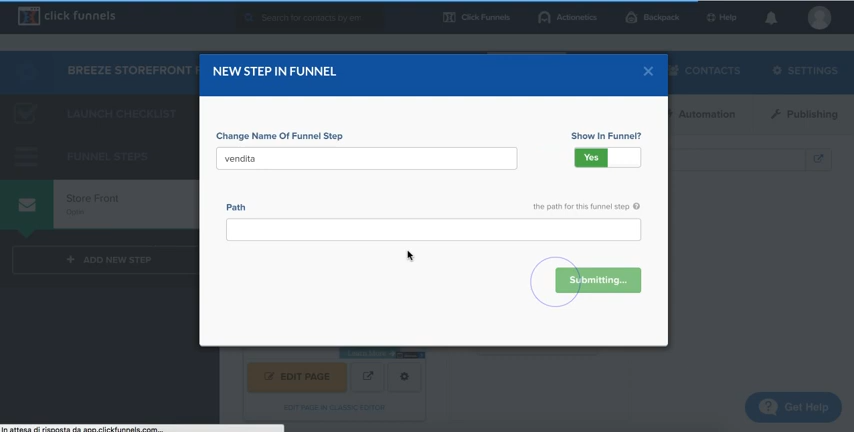 click funnels
Search for contacts by em
Click Funnels
Actionetics
Backpack
Help
BREEZE STOREFRONT F
CONTACTS
SETTINGS
NEW STEP IN FUNNEL
LAUNCH CHECKLIST
Automation
Publishing
Change Name Of Funnel Step
Show In Funnel?
FUNNEL STEPS
vendita
Yes
Store Front
Path
the path for this funnel step
ADD NEW STEP
Submitting...
EDIT PAGE
EDIT PAGE IN CLASSIC EDITOR
Get Help
In attesa di risposta da app.clickfunnels.com...